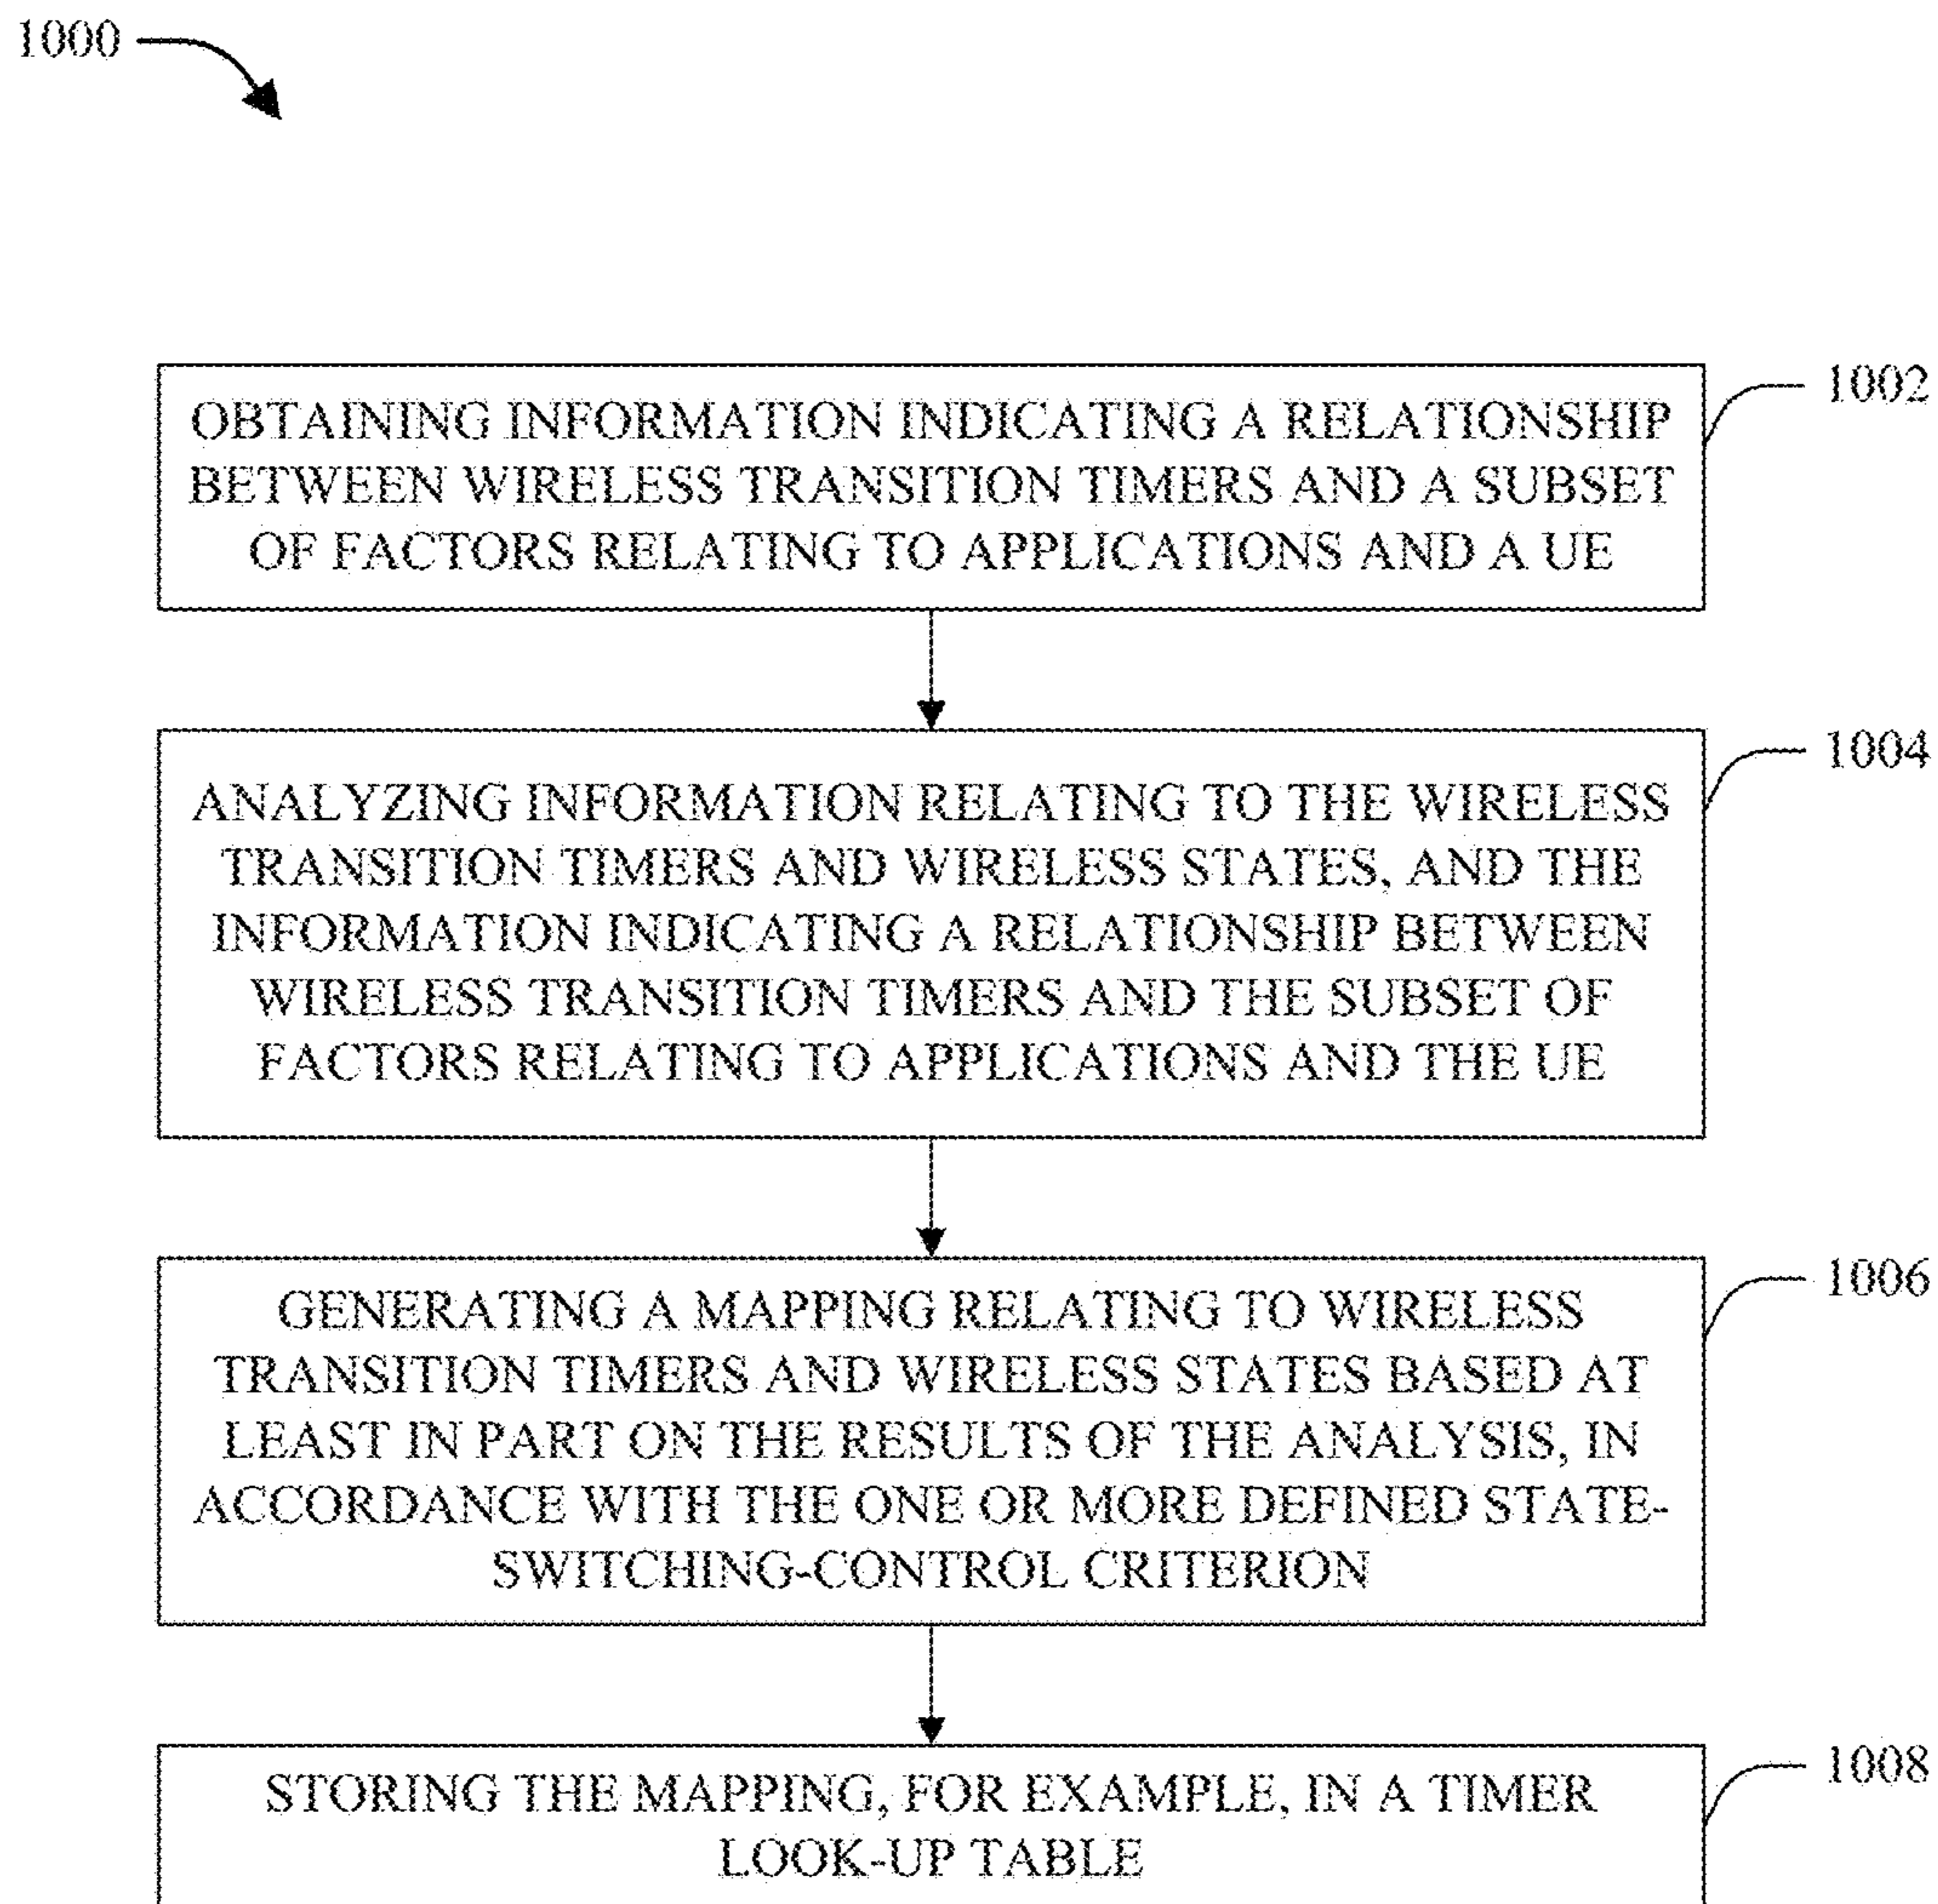 1000
OBTAINING INFORMATION INDICATING A RELATIONSHIP
1002
BETWEEN WIRELESS TRANSITION TIMERS AND A SUBSET
OF FACTORS RELATING TO APPLICATIONS AND A UE
1004
ANALYZING INFORMATION RELATING TO THE WIRELESS
TRANSITION TIMERS AND WIRELESS STATES, AND THE
INFORMATION INDICATING A RELATIONSHIP BETWEEN
WIRELESS TRANSITION TIMERS AND THE SUBSET OF
FACTORS RELATING TO APPLICATIONS AND THE UE
1006
GENERATING A MAPPING RELATING TO WIRELESS
TRANSITION TIMERS AND WIRELESS STATES BASED AT
LEAST IN PART ON THE RESULTS OF THE ANALYSIS, IN
ACCORDANCE WITH THE ONE OR MORE DEFINED STATE-
SWITCHING-CONTROL CRITERION
1008
STORING THE MAPPING, FOR EXAMPLE, IN A TIMER
LOOK-UP TABLE